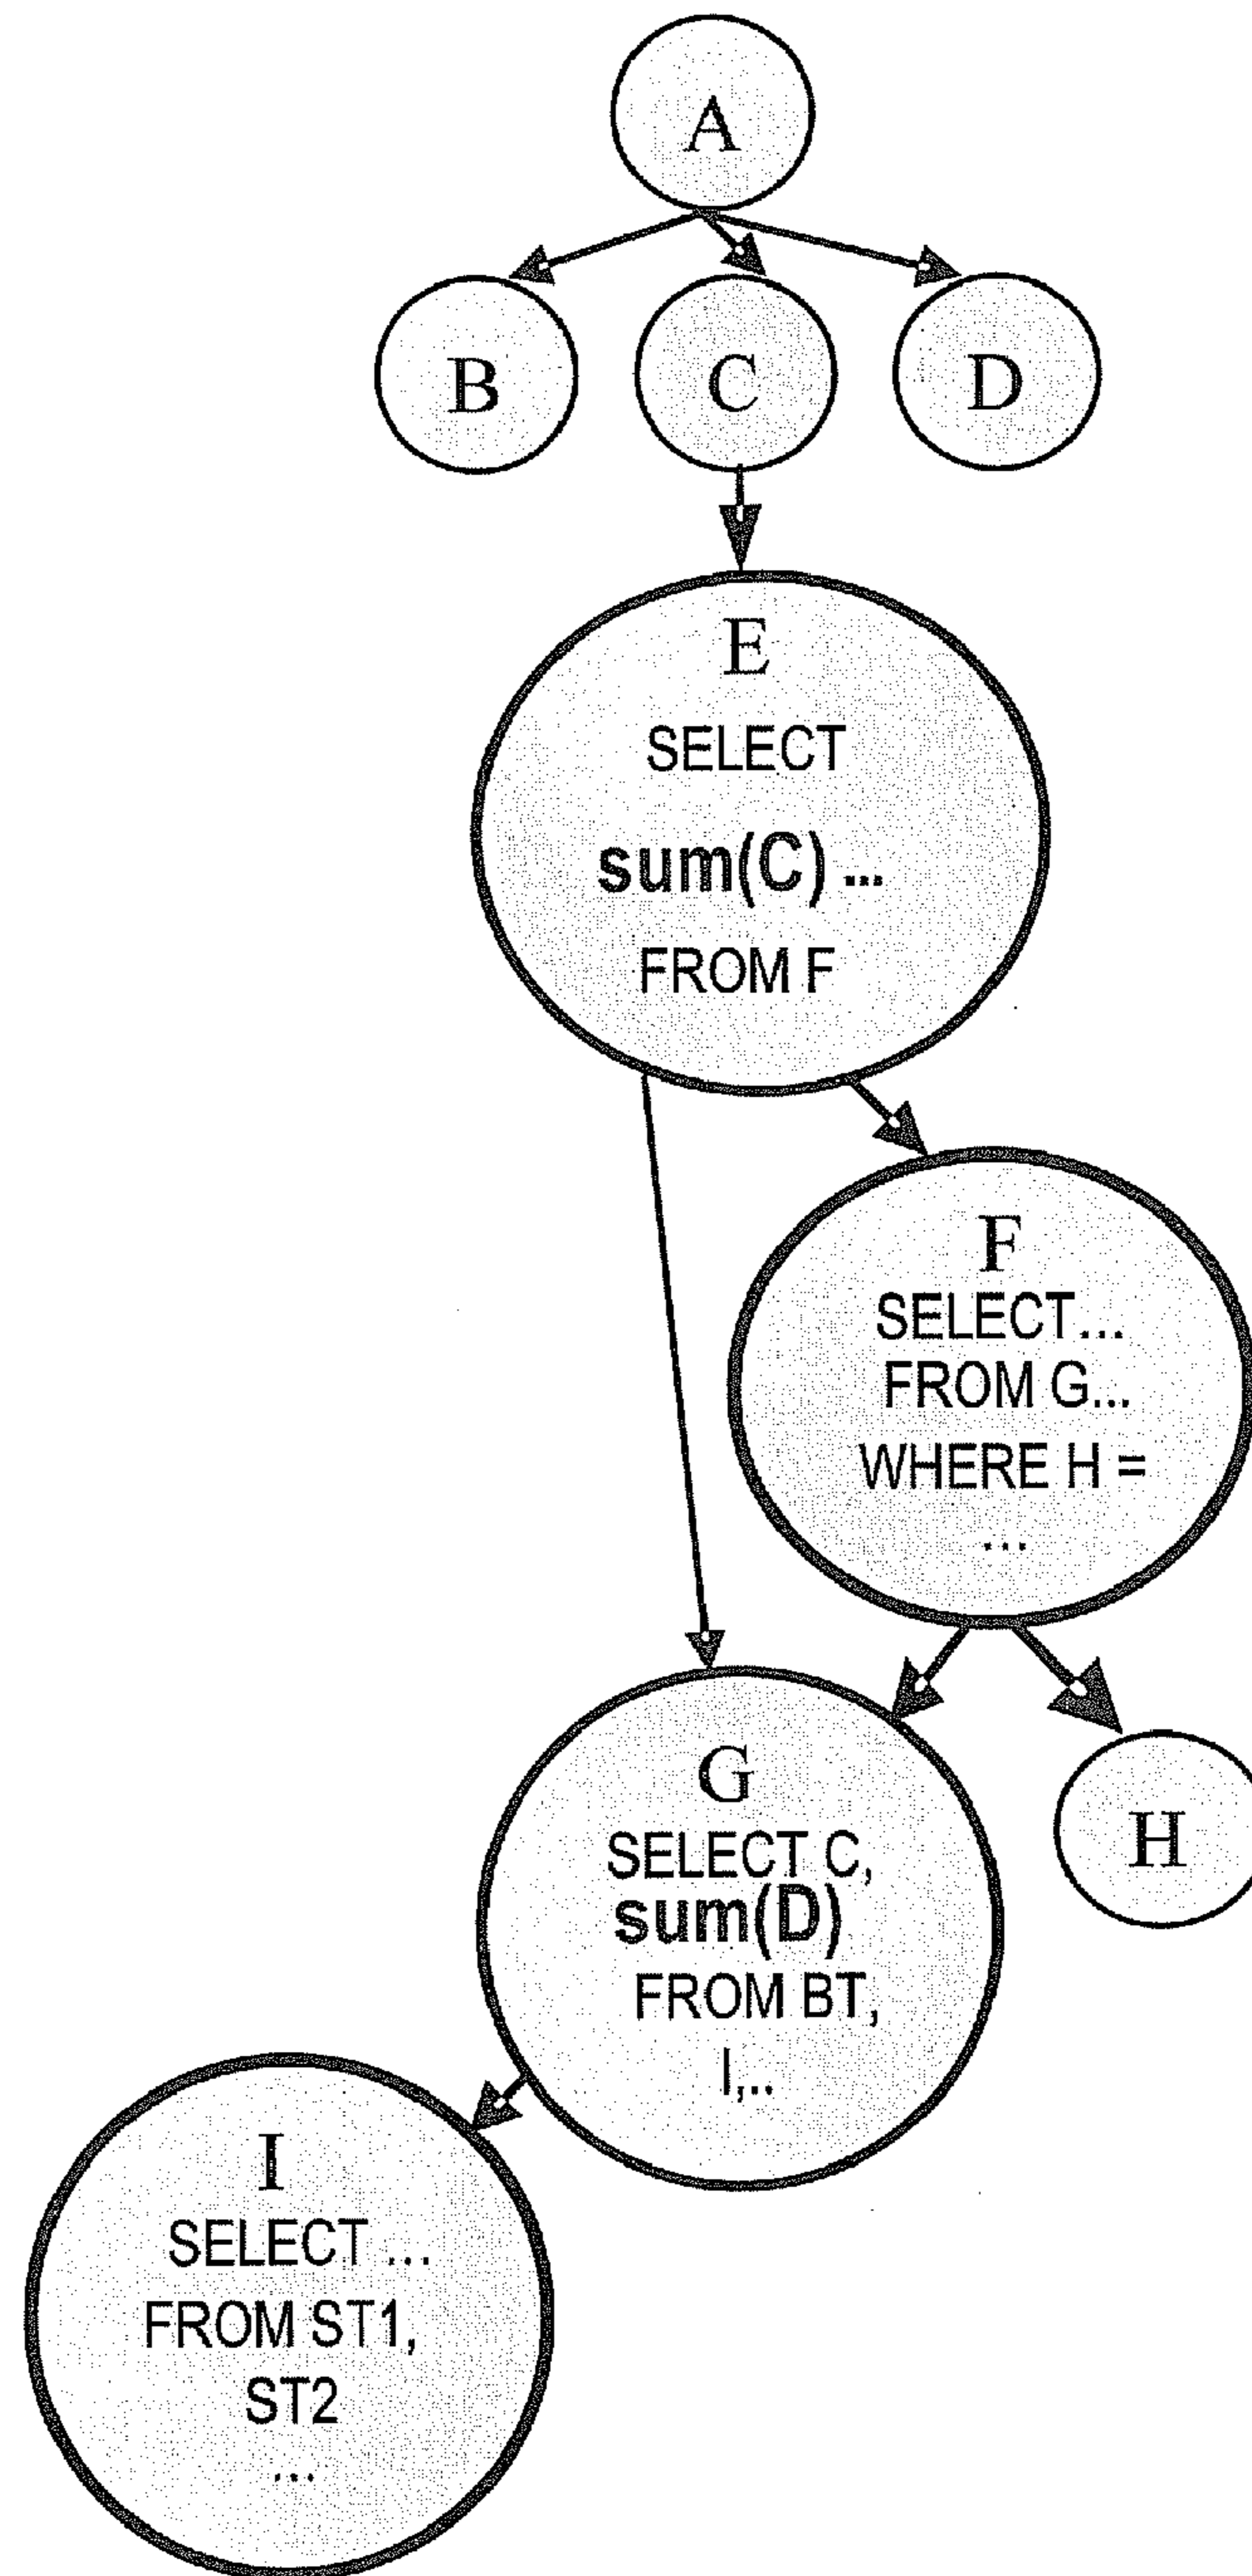 A
B
C
D
E
SELECT
sum(C) ...
FROM F
F
SELECT...
FROM G...
WHERE H =
...
G
SELECT C,
sum(D)
FROM BT,
I,..
H
I
SELECT ...
FROM ST1,
ST2
...